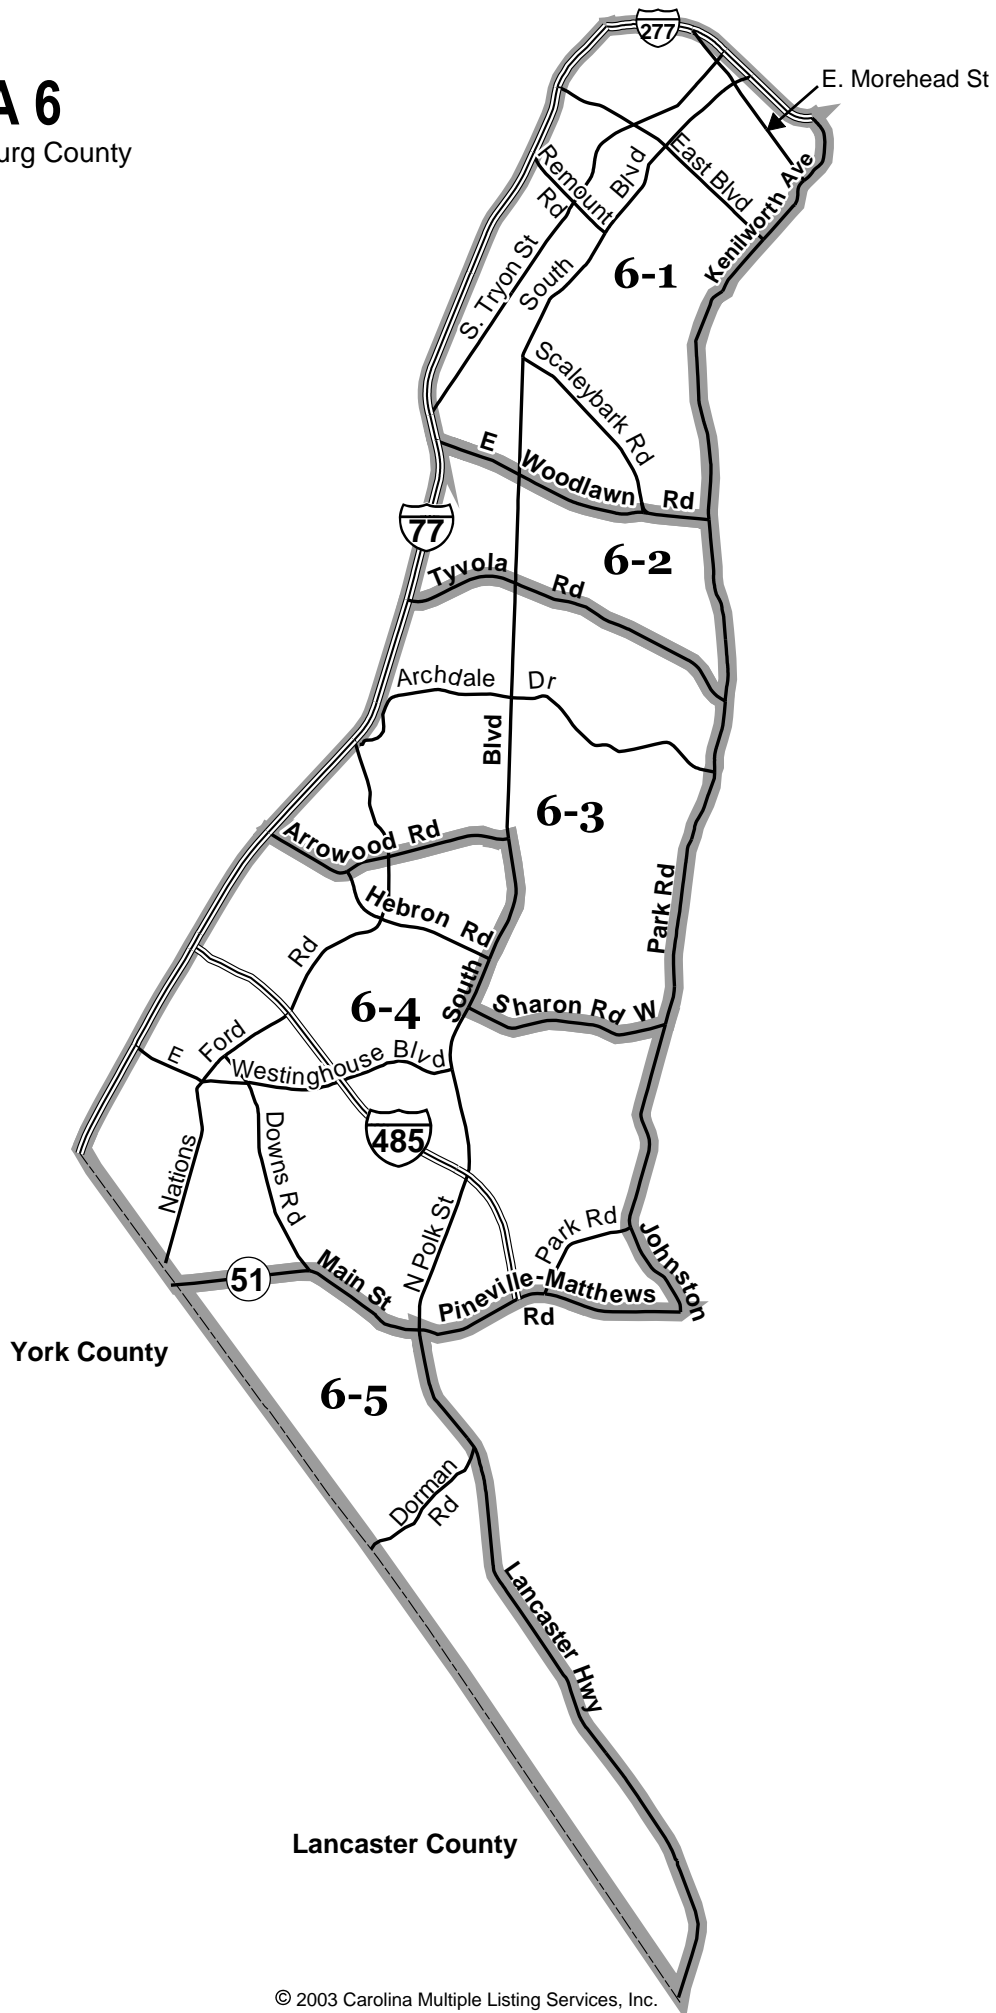 277
A 6
E. Morehead St
urg County
East Blvd
Remount
Rd
Blvd
Kenilworth Ave
S. Tryon St
South
6-1
Scaleybark Rd
E Woodlawn Rd
77
6-2
Tyvola Rd
Archdale Dr
Blvd
6-3
Arrowood Rd
Park Rd
Hebron Rd
Rd
South
6-4
Sharon Rd W
E
Ford
Westinghouse Blvd
485
Downs Rd
Nations
N Polk St
Park Rd
Johnston
51
Main St
Pineville-Matthews
Rd
York County
6-5
Dorman
Rd
Lancaster Hwy
Lancaster County
© 2003 Carolina Multiple Listing Services, Inc.